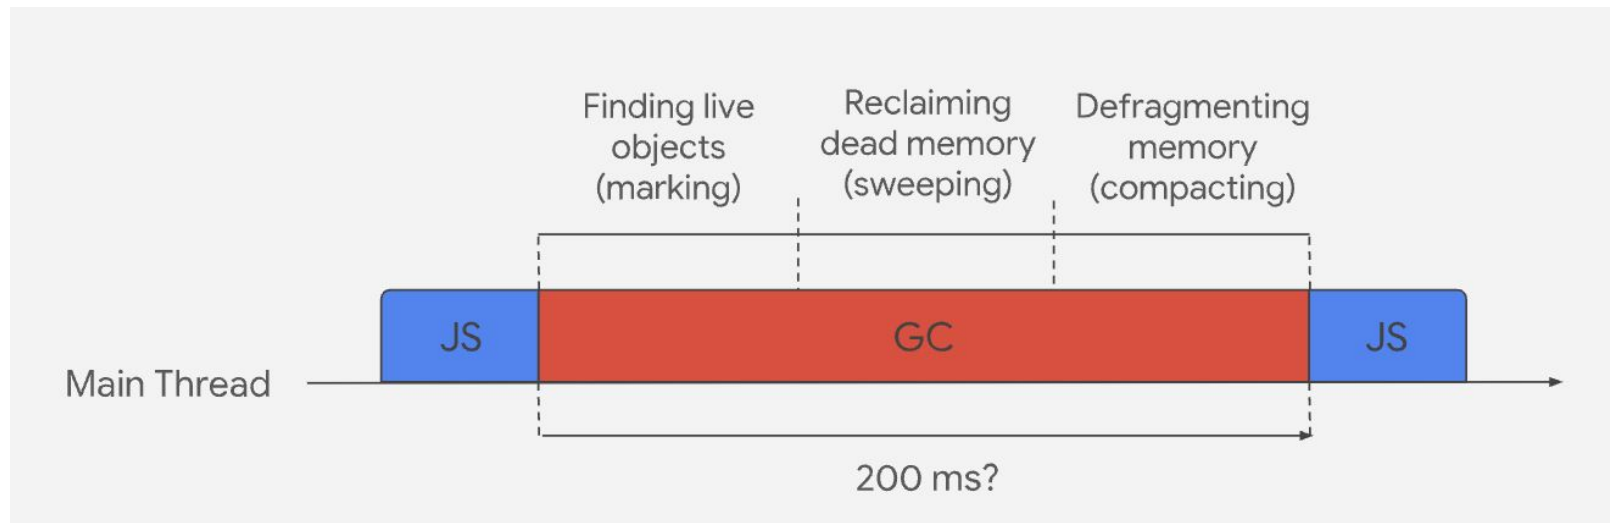 Finding live
objects
(marking)
Reclaiming
dead memory
(sweeping)
Defragmenting
memory
(compacting)
JS
GC
JS
Main Thread
200 ms?